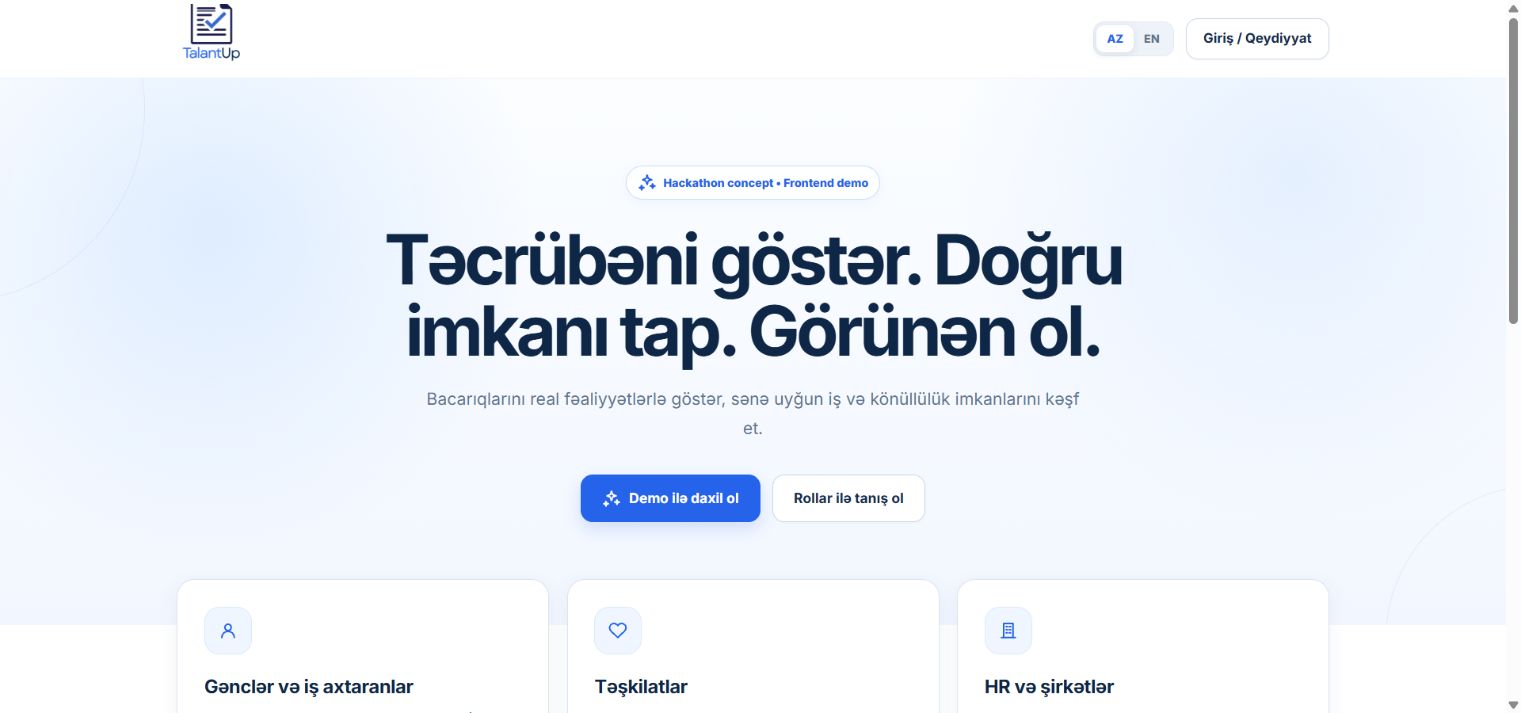 TalantUp
AZ EN
Giriş / Qeydiyyat
Hackathon concept • Frontend demo
Təcrübəni göstər. Doğru
imkanı tap. Görünən ol.
Bacarıqlarını real fəaliyyətlərlə göstər, sənə uyğun iş və könüllülük imkanlarını kəşf
et.
Demo ilə daxil ol
Rollar ilə tanış ol
Gənclər və iş axtaranlar
Təşkilatlar
HR və şirkətlər